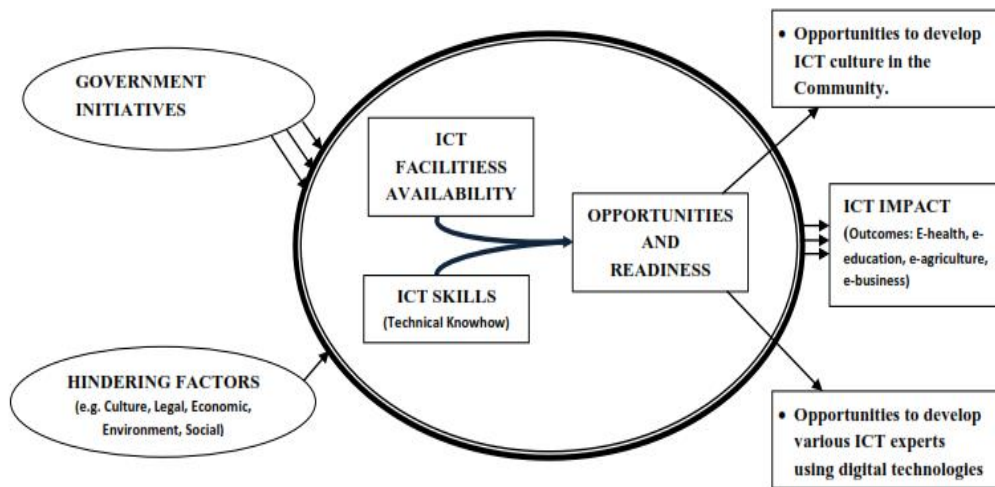 GOVERNMENT
INITIATIVES
HINDERING FACTORS
(e.g. Culture, Legal, Economic,
Environment, Social)
ICT
FACILITIESS
AVAILABILITY
ICT SKILLS
(Technical Knowhow)
OPPORTUNITIES
AND
READINESS
• Opportunities to develop
ICT culture in the
Community.
ICT IMPACT
(Outcomes: E-health, e-
education, e-agriculture,
e-business)
• Opportunities to develop
various ICT experts
using digital technologies